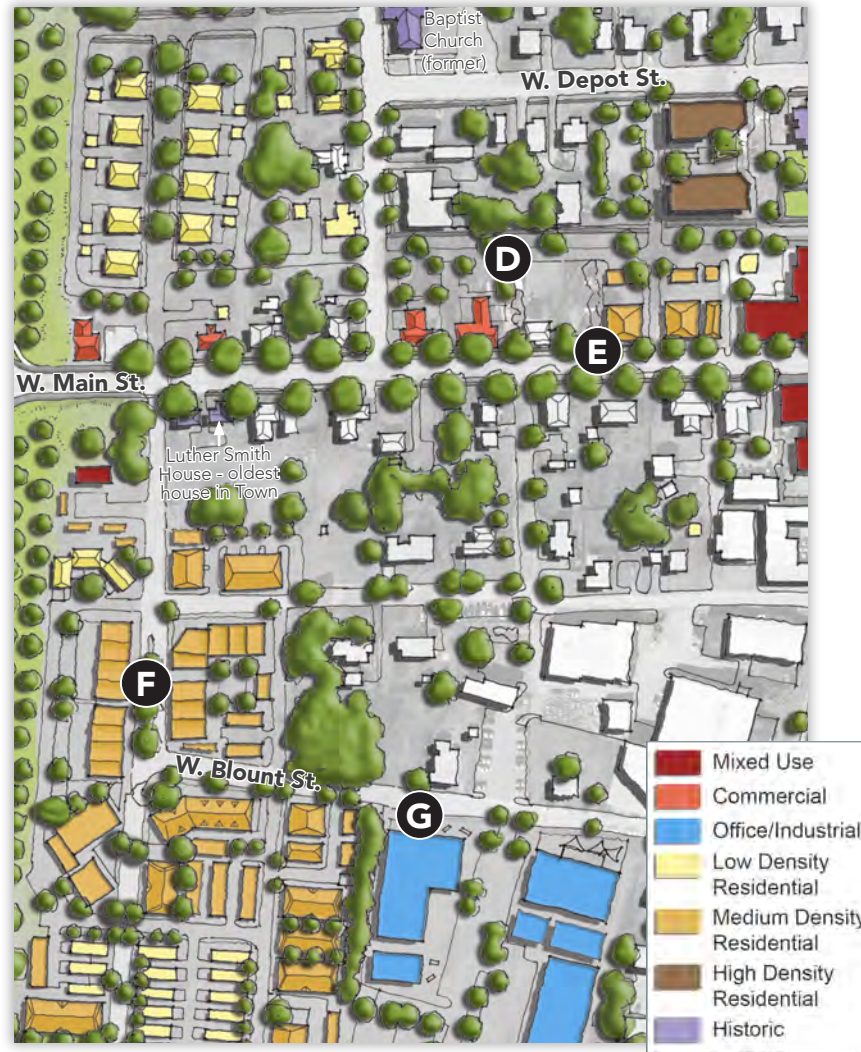 Baptist
Church
(former)
W. Depot St.
D
E
W. Main St.
Luther Smith
House - oldest
house in Town
F
W. Blount St.
G
Mixed Use
Commercial
Office/Industrial
Low Density
Residential
Medium Density
Residential
High Density
Residential
Historic